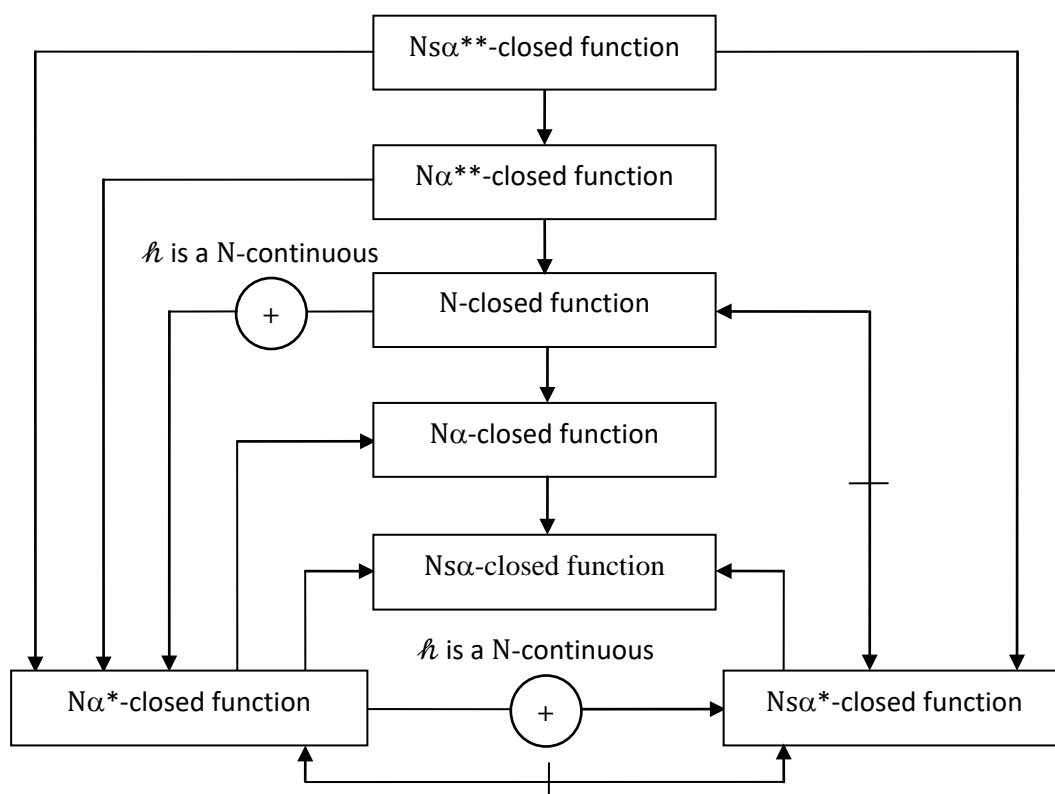 Nsα**-closed function
Nα**-closed function
𝒽 is a N-continuous
+
N-closed function
Nα-closed function
Nsα-closed function
𝒽 is a N-continuous
Nα*-closed function
+
Nsα*-closed function